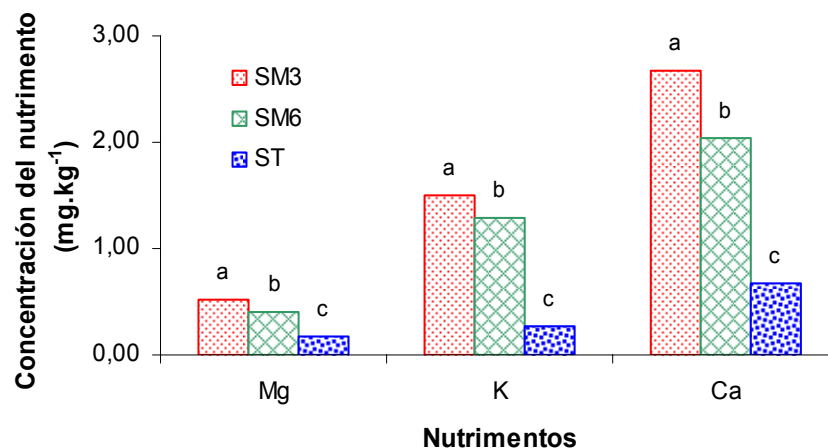 Concentración del nutrimento
(mg.kg-1)
3,00
2,00
1,00
0,00
SM3
SM6
ST
a
b
c
a
b
c
a
b
c
Mg K Ca
Nutrimentos